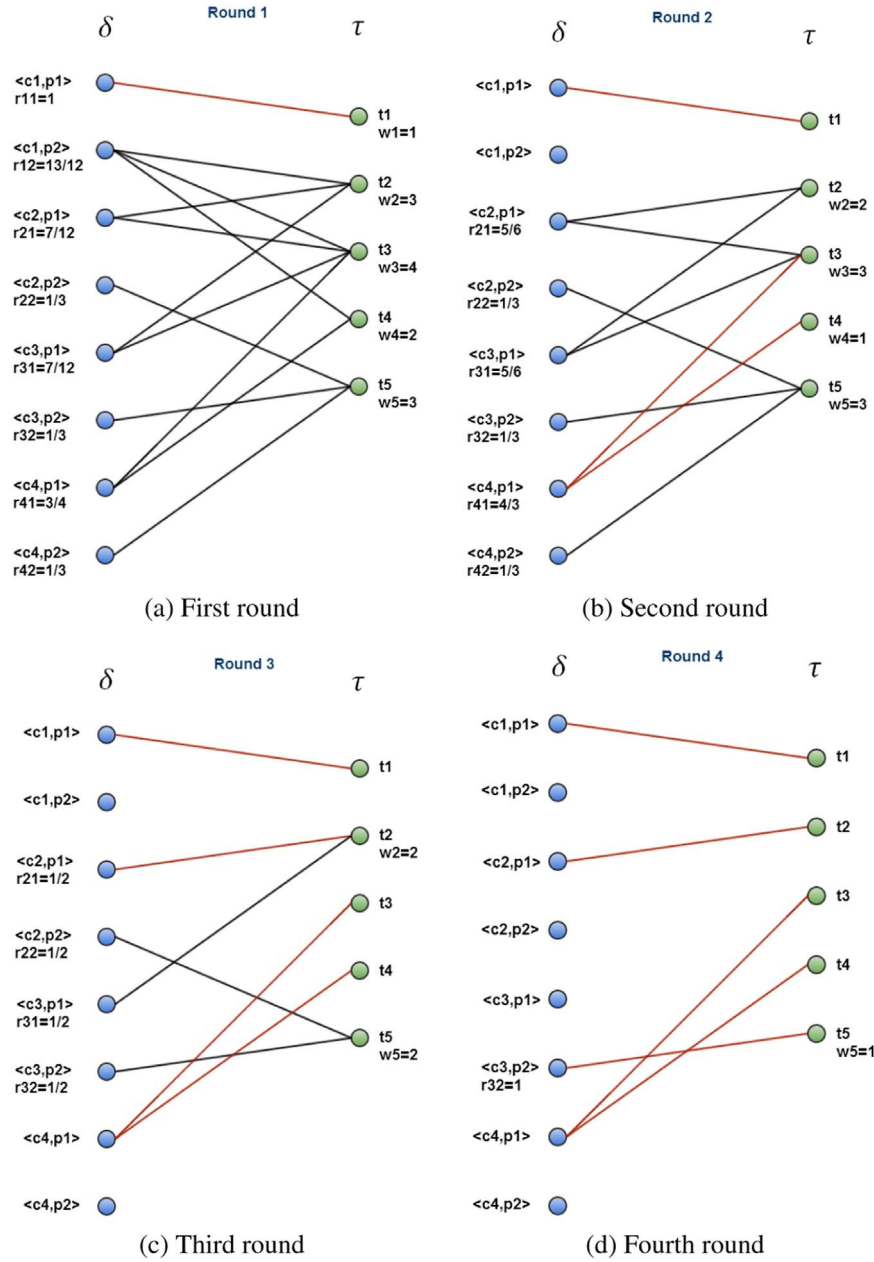 Round 1
δ
τ
<c1,p1>
r11=1
t1
w1=1
<c1,p2>
r12=13/12
t2
w2=3
<c2,p1>
r21=7/12
t3
w3=4
<c2,p2>
r22=1/3
t4
w4=2
<c3,p1>
r31=7/12
t5
w5=3
<c3,p2>
r32=1/3
<c4,p1>
r41=3/4
<c4,p2>
r42=1/3
(a) First round
Round 2
δ
τ
<c1,p1>
t1
<c1,p2>
t2
w2=2
<c2,p1>
r21=5/6
t3
w3=3
<c2,p2>
r22=1/3
t4
w4=1
<c3,p1>
r31=5/6
t5
w5=3
<c3,p2>
r32=1/3
<c4,p1>
r41=4/3
<c4,p2>
r42=1/3
(b) Second round
Round 3
δ
τ
<c1,p1>
t1
<c1,p2>
t2
w2=2
<c2,p1>
r21=1/2
t3
<c2,p2>
r22=1/2
t4
<c3,p1>
r31=1/2
t5
w5=2
<c3,p2>
r32=1/2
<c4,p1>
<c4,p2>
(c) Third round
Round 4
δ
τ
<c1,p1>
t1
<c1,p2>
t2
<c2,p1>
t3
<c2,p2>
t4
<c3,p1>
t5
w5=1
<c3,p2>
r32=1
<c4,p1>
<c4,p2>
(d) Fourth round